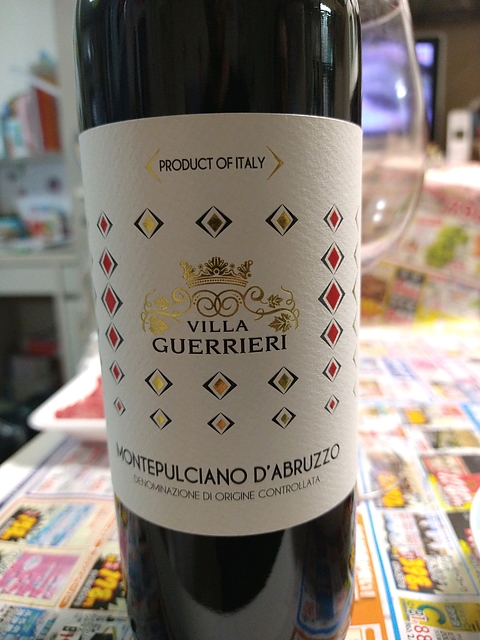 PRODUCT OF ITALY
VILLA
GUERRIERI
MONTEPULCIANO D'ABRUZZO
DENOMINAZIONE DI ORIGINE CONTROLLATA